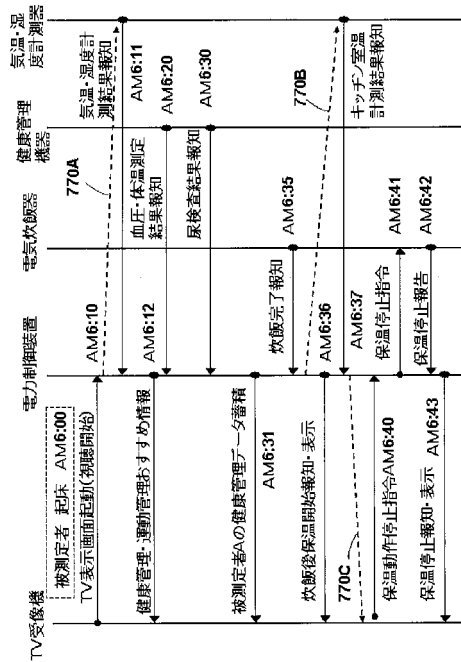 TV受像機
電力制御装置
電気炊飯器
健康管理
機器
気温・湿
度計測器
被測定者 起床 AM6:00
TV表示画面起動(視聴開始)
AM6:10
770A
気温・湿度計
測結果報知
AM6:11
健康管理・運動管理おすすめ情報
AM6:12
血圧・体温測定
結果報知
AM6:20
尿検査結果報知
AM6:30
被測定者Aの健康管理データ蓄積
AM6:31
炊飯完了報知
AM6:35
炊飯後保温開始報知・表示
AM6:36
770B
キッチン室温
計測結果報知
AM6:37
770C
保温動作停止指令AM6:40
保温停止指令
AM6:41
保温停止報告
AM6:42
保温停止報知・表示
AM6:43